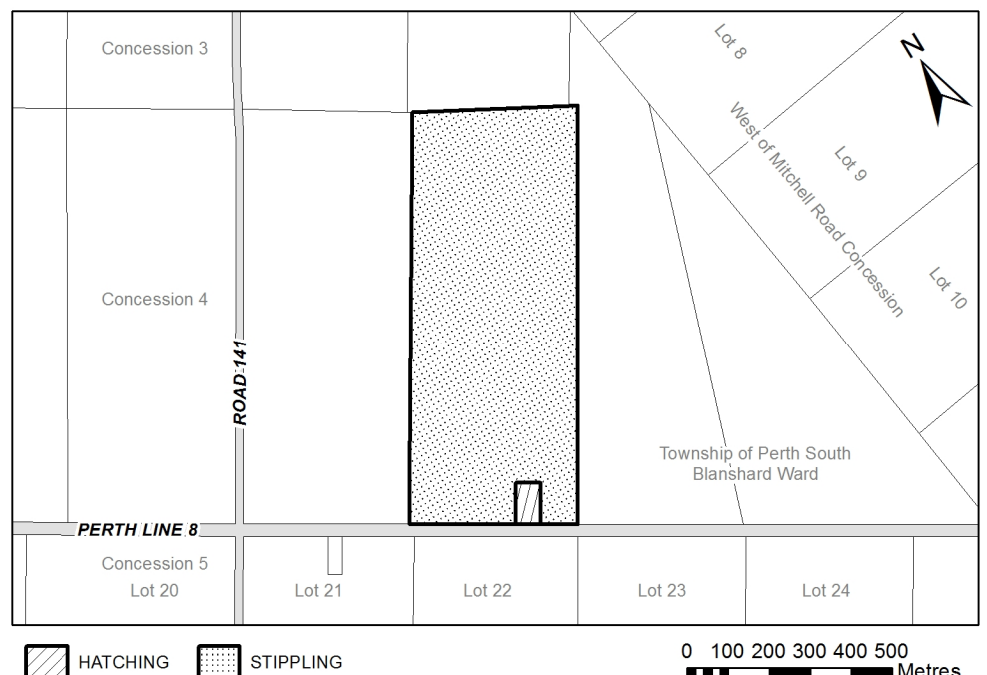 Concession 3
Lot 8
N
West of Mitchell Road Concession
Lot 9
Lot 10
Concession 4
ROAD 141
Township of Perth South
Blanshard Ward
PERTH LINE 8
Concession 5
Lot 20
Lot 21
Lot 22
Lot 23
Lot 24
HATCHING
STIPPLING
0 100 200 300 400 500
Metres